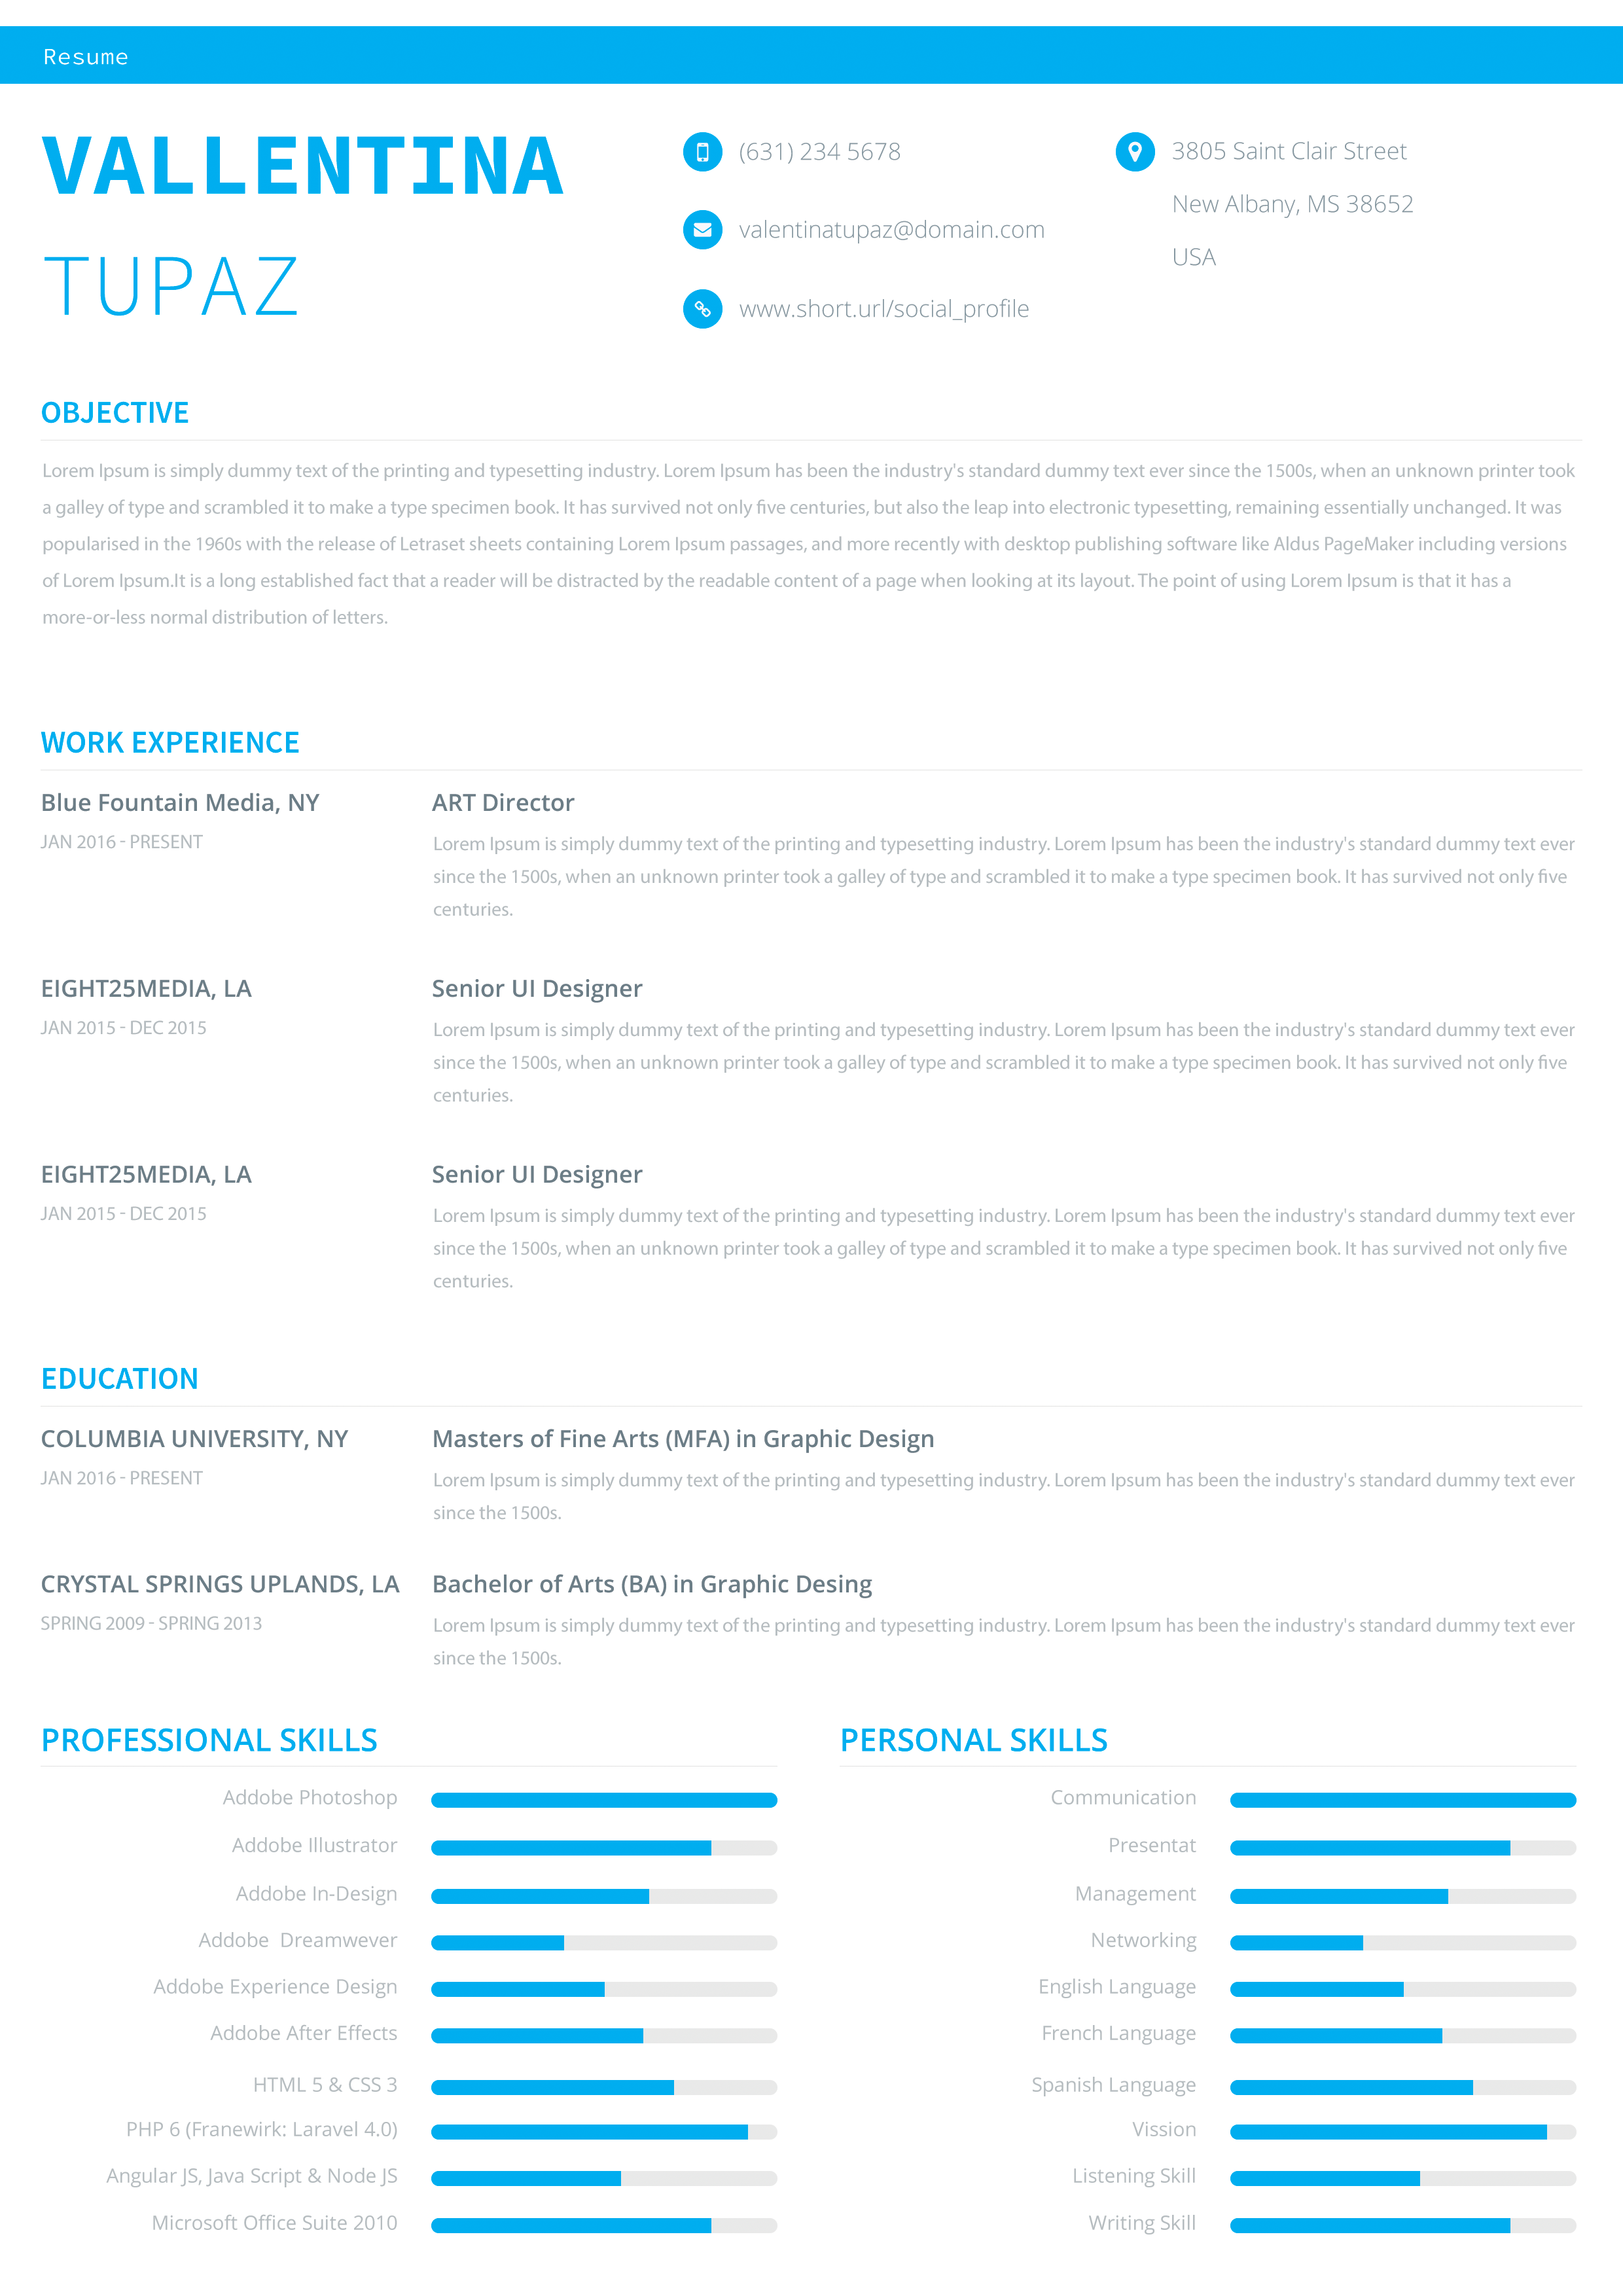 Resume
VALLENTINA
TUPAZ
(631) 234 5678
valentinatupaz@domain.com
www.short.url/social_profile
3805 Saint Clair Street
New Albany, MS 38652
USA
OBJECTIVE
Lorem Ipsum is simply dummy text of the printing and typesetting industry. Lorem Ipsum has been the industry's standard dummy text ever since the 1500s, when an unknown printer took
a galley of type and scrambled it to make a type specimen book. It has survived not only five centuries, but also the leap into electronic typesetting, remaining essentially unchanged. It was
popularised in the 1960s with the release of Letraset sheets containing Lorem Ipsum passages, and more recently with desktop publishing software like Aldus PageMaker including versions
of Lorem Ipsum.It is a long established fact that a reader will be distracted by the readable content of a page when looking at its layout. The point of using Lorem Ipsum is that it has a
more-or-less normal distribution of letters.
WORK EXPERIENCE
Blue Fountain Media, NY
JAN 2016 - PRESENT
ART Director
Lorem Ipsum is simply dummy text of the printing and typesetting industry. Lorem Ipsum has been the industry's standard dummy text ever
since the 1500s, when an unknown printer took a galley of type and scrambled it to make a type specimen book. It has survived not only five
centuries.
EIGHT25MEDIA, LA
JAN 2015 - DEC 2015
Senior UI Designer
Lorem Ipsum is simply dummy text of the printing and typesetting industry. Lorem Ipsum has been the industry's standard dummy text ever
since the 1500s, when an unknown printer took a galley of type and scrambled it to make a type specimen book. It has survived not only five
centuries.
EIGHT25MEDIA, LA
JAN 2015 - DEC 2015
Senior UI Designer
Lorem Ipsum is simply dummy text of the printing and typesetting industry. Lorem Ipsum has been the industry's standard dummy text ever
since the 1500s, when an unknown printer took a galley of type and scrambled it to make a type specimen book. It has survived not only five
centuries.
EDUCATION
COLUMBIA UNIVERSITY, NY
JAN 2016 - PRESENT
Masters of Fine Arts (MFA) in Graphic Design
Lorem Ipsum is simply dummy text of the printing and typesetting industry. Lorem Ipsum has been the industry's standard dummy text ever
since the 1500s.
CRYSTAL SPRINGS UPLANDS, LA
SPRING 2009 - SPRING 2013
Bachelor of Arts (BA) in Graphic Desing
Lorem Ipsum is simply dummy text of the printing and typesetting industry. Lorem Ipsum has been the industry's standard dummy text ever
since the 1500s.
PROFESSIONAL SKILLS
Addobe Photoshop
Addobe Illustrator
Addobe In-Design
Addobe  Dreamwever
Addobe Experience Design
Addobe After Effects
HTML 5 & CSS 3
PHP 6 (Franewirk: Laravel 4.0)
Angular JS, Java Script & Node JS
Microsoft Office Suite 2010
PERSONAL SKILLS
Communication
Presentat
Management
Networking
English Language
French Language
Spanish Language
Vission
Listening Skill
Writing Skill